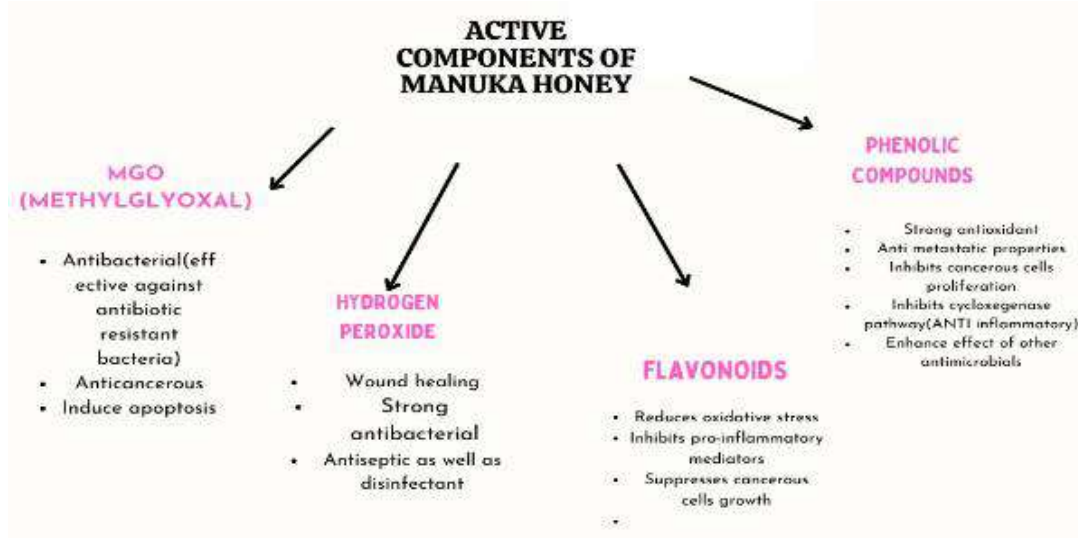 ACTIVE
COMPONENTS OF
MANUKA HONEY
MGO
(METHYLGLYOXAL)
• Antibacterial(eff
ective against
antibiotic
resistant
bacteria)
• Anticancerous
• Induce apoptosis
HYDROGEN
PEROXIDE
• Wound healing
• Strong
antibacterial
• Antiseptic as well as
disinfectant
FLAVONOIDS
• Reduces oxidative stress
• Inhibits pro-inflammatory
mediators
• Suppresses cancerous
cells growth
•
PHENOLIC
COMPOUNDS
• Strong antioxidant
• Anti metastatic properties
• Inhibits cancerous cells
proliferation
• Inhibits cycloxegenase
pathway(ANTI inflammatory)
• Enhance effect of other
antimicrobials